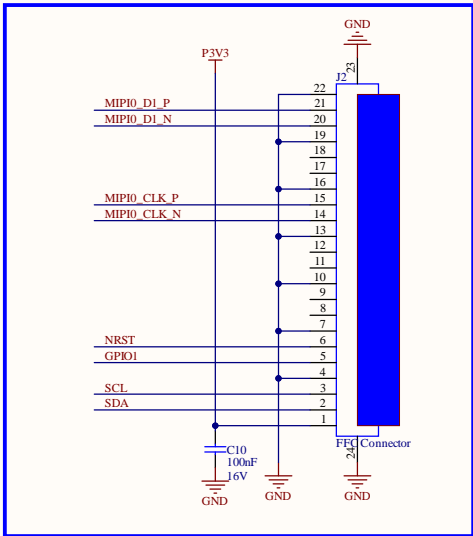 GND
P3V3
23
J2
22
MIPI0_D1_P
21
MIPI0_D1_N
20
19
18
17
16
MIPI0_CLK_P
15
MIPI0_CLK_N
14
13
12
11
10
9
8
7
NRST
6
GPIO1
5
4
SCL
3
SDA
2
1
FFC Connector
24
C10
100nF
16V
GND
GND
GND